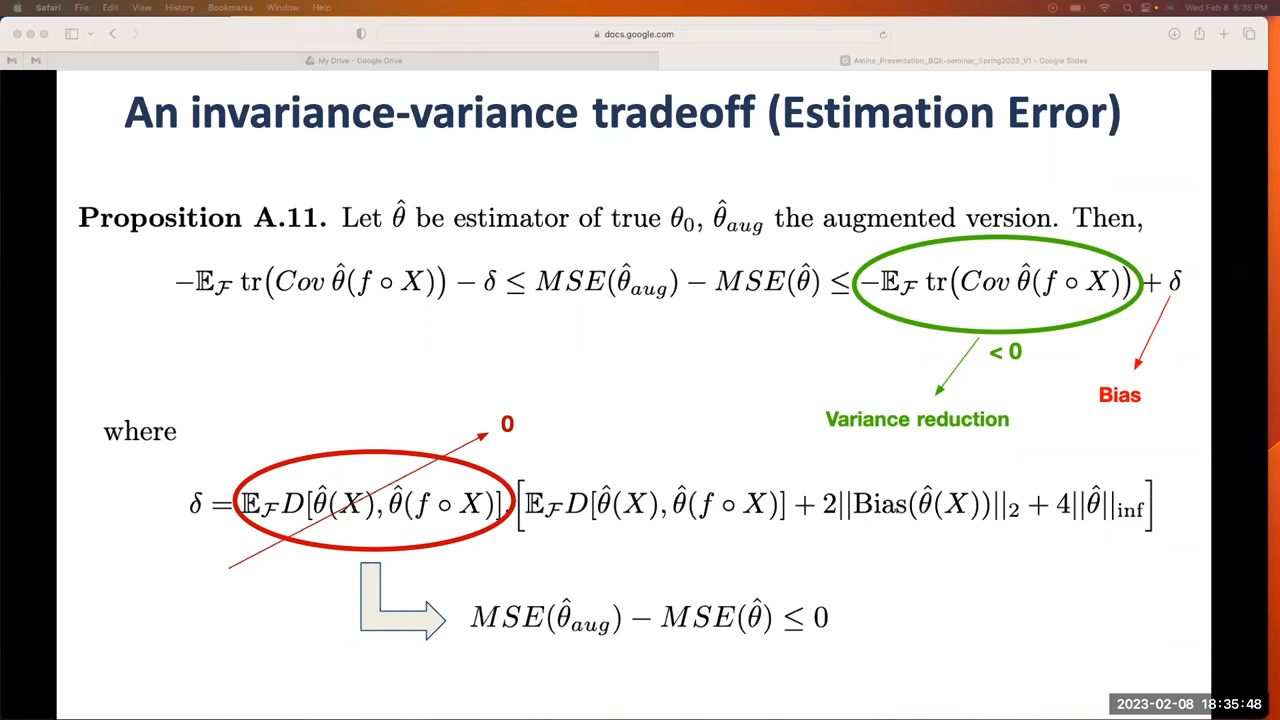 Safari File Edit View History Bookmarks Window Help Wed Feb 8 6:35 PM
docs.google.com
My Drive - Google Drive Amine_Presentation_BQE-seminar_Spring2023_V1 - Google Slides
An invariance-variance tradeoff (Estimation Error)
Proposition A.11. Let θ̂ be estimator of true θ₀, θ̂_aug the augmented version. Then,
−𝔼_ℱ tr(Cov θ̂(f ∘ X)) − δ ≤ MSE(θ̂_aug) − MSE(θ̂) ≤ −𝔼_ℱ tr(Cov θ̂(f ∘ X)) + δ
< 0
Bias
Variance reduction
0
where
δ = 𝔼_ℱ D[θ̂(X), θ̂(f ∘ X)]. [𝔼_ℱ D[θ̂(X), θ̂(f ∘ X)] + 2||Bias(θ̂(X))||₂ + 4||θ̂||_inf]
MSE(θ̂_aug) − MSE(θ̂) ≤ 0
2023-02-08 18:35:48